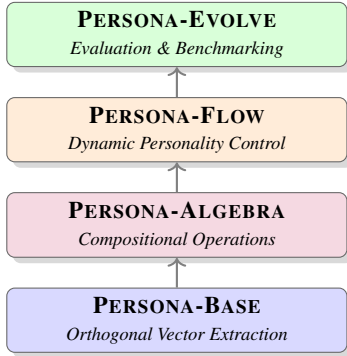 PERSONA-EVOLVE
Evaluation & Benchmarking
PERSONA-FLOW
Dynamic Personality Control
PERSONA-ALGEBRA
Compositional Operations
PERSONA-BASE
Orthogonal Vector Extraction